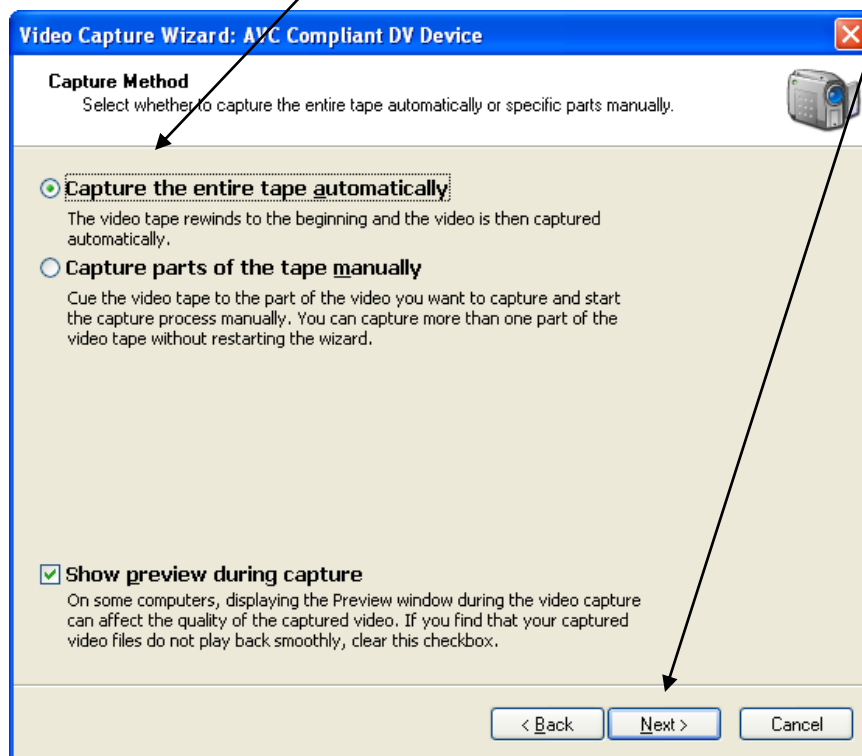 Video Capture Wizard: AVC Compliant DV Device
Capture Method
Select whether to capture the entire tape automatically or specific parts manually.
Capture the entire tape automatically
The video tape rewinds to the beginning and the video is then captured
automatically.
Capture parts of the tape manually
Cue the video tape to the part of the video you want to capture and start
the capture process manually. You can capture more than one part of the
video tape without restarting the wizard.
Show preview during capture
On some computers, displaying the Preview window during the video capture
can affect the quality of the captured video. If you find that your captured
video files do not play back smoothly, clear this checkbox.
< Back Next > Cancel